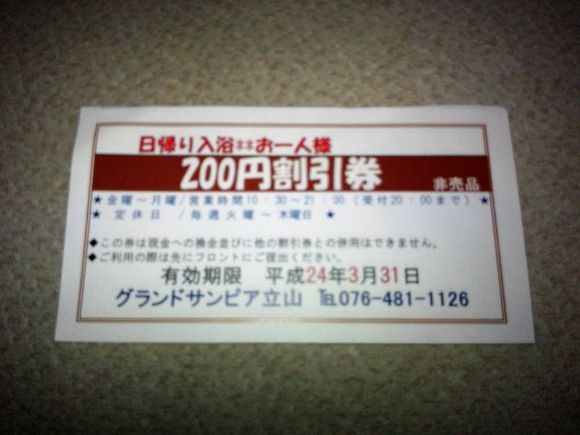 日帰り入浴**お一人様
200円割引券 非売品
★ 金曜～月曜/営業時間10:30～21:00(受付20:00まで) ★
★ 定休日 /毎週火曜～木曜日 ★
◆この券は現金への換金並びに他の割引券との併用はできません。
◆ご利用の際は先にフロントにご提出ください。
有効期限 平成24年3月31日
グランドサンピア立山 ℡076-481-1126